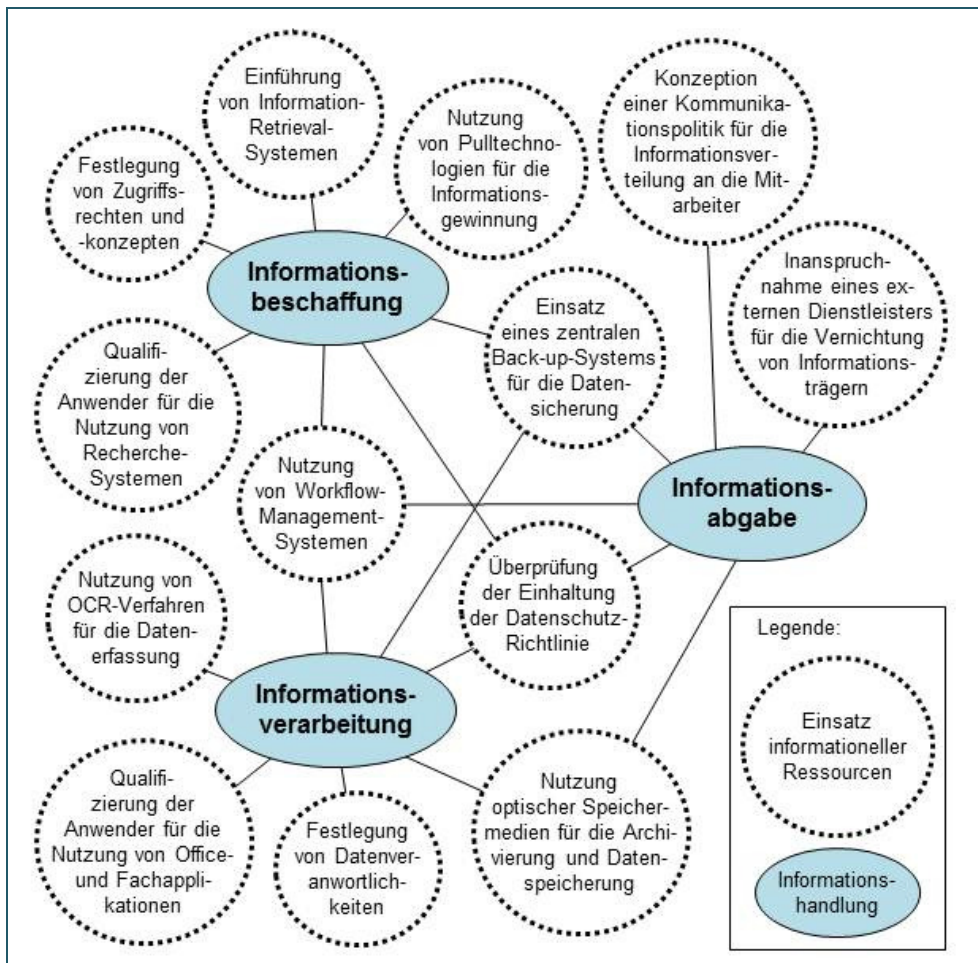 Einführung
von Information-
Retrieval-
Systemen
Nutzung
von Pulltechno-
logien für die
Informations-
gewinnung
Konzeption
einer Kommunika-
tionspolitik für die
Informationsver-
teilung an die Mit-
arbeiter
Festlegung
von Zugriffs-
rechten und
-konzepten
Informations-
beschaffung
Inanspruch-
nahme eines ex-
ternen Dienstleisters
für die Vernichtung
von Informations-
trägern
Einsatz
eines zentralen
Back-up-Systems
für die Daten-
sicherung
Qualifi-
zierung der
Anwender für die
Nutzung von
Recherche-
Systemen
Nutzung
von Workflow-
Management-
Systemen
Informations-
abgabe
Nutzung von
OCR-Verfahren
für die Daten-
erfassung
Überprüfung
der Einhaltung
der Datenschutz-
Richtlinie
Informations-
verarbeitung
Qualifi-
zierung der
Anwender für die
Nutzung von Office-
und Fachappli-
kationen
Festlegung
von Datenver-
anwortlich-
keiten
Nutzung
optischer Speicher-
medien für die Archi-
vierung und Daten-
speicherung
Legende:
Einsatz
informationeller
Ressourcen
Informations-
handlung